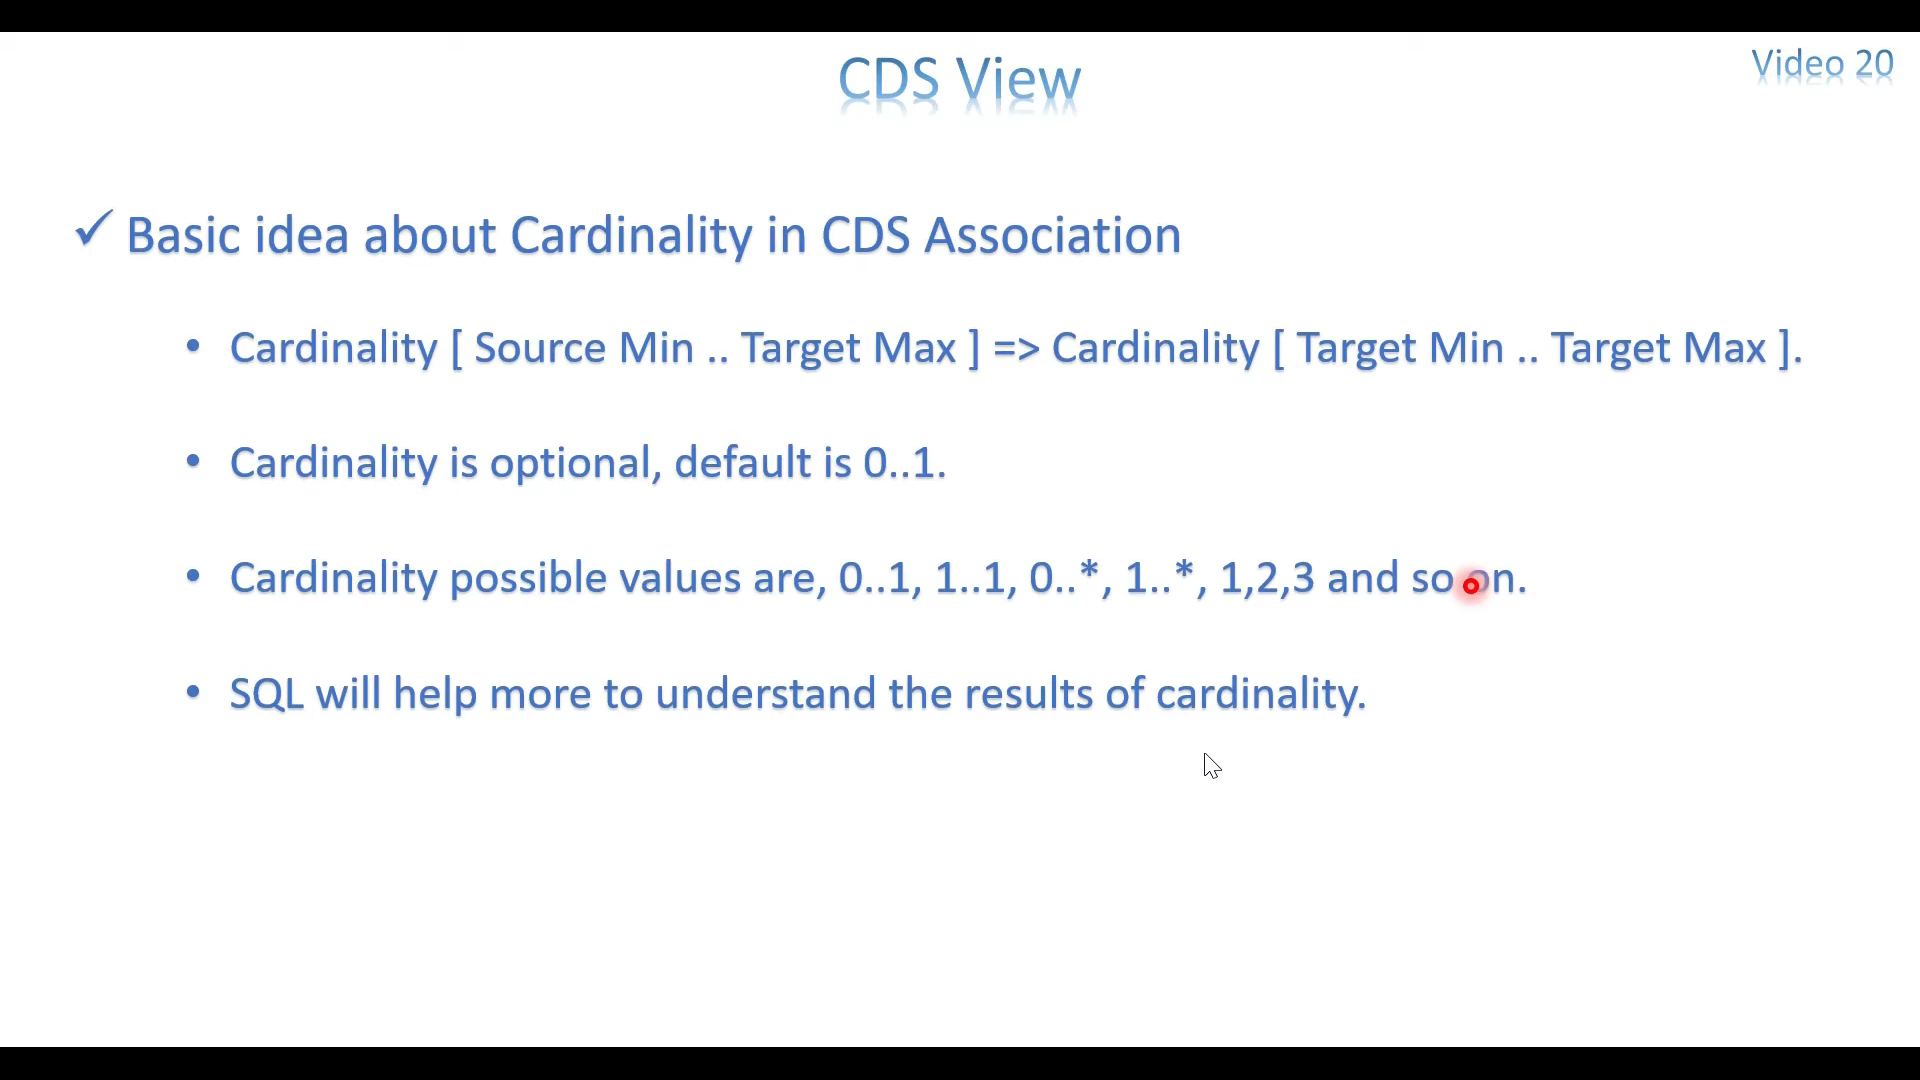 CDS View
Video 20
✓ Basic idea about Cardinality in CDS Association
• Cardinality [ Source Min .. Target Max ] => Cardinality [ Target Min .. Target Max ].
• Cardinality is optional, default is 0..1.
• Cardinality possible values are, 0..1, 1..1, 0..*, 1..*, 1,2,3 and so on.
• SQL will help more to understand the results of cardinality.